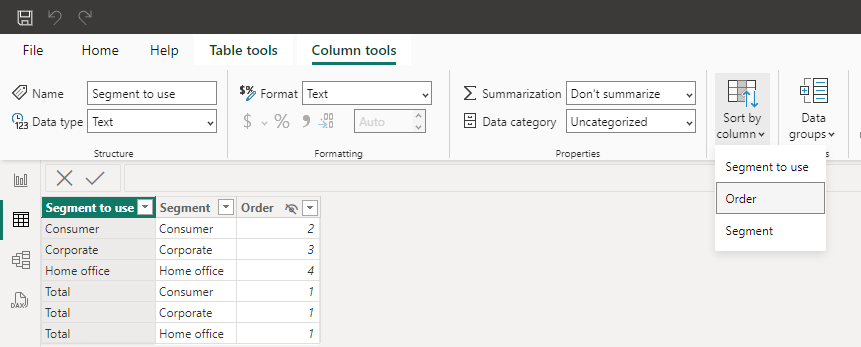 File Home Help Table tools Column tools
Name Segment to use $% Format Text Summarization Don't summarize Sort by column Data groups
123 Data type Text $ % 9 .00 Auto Data category Uncategorized
Structure Formatting Properties
Segment to use
Order
Segment
Segment to use Segment Order
Consumer Consumer 2
Corporate Corporate 3
Home office Home office 4
Total Consumer 1
Total Corporate 1
Total Home office 1
DAX